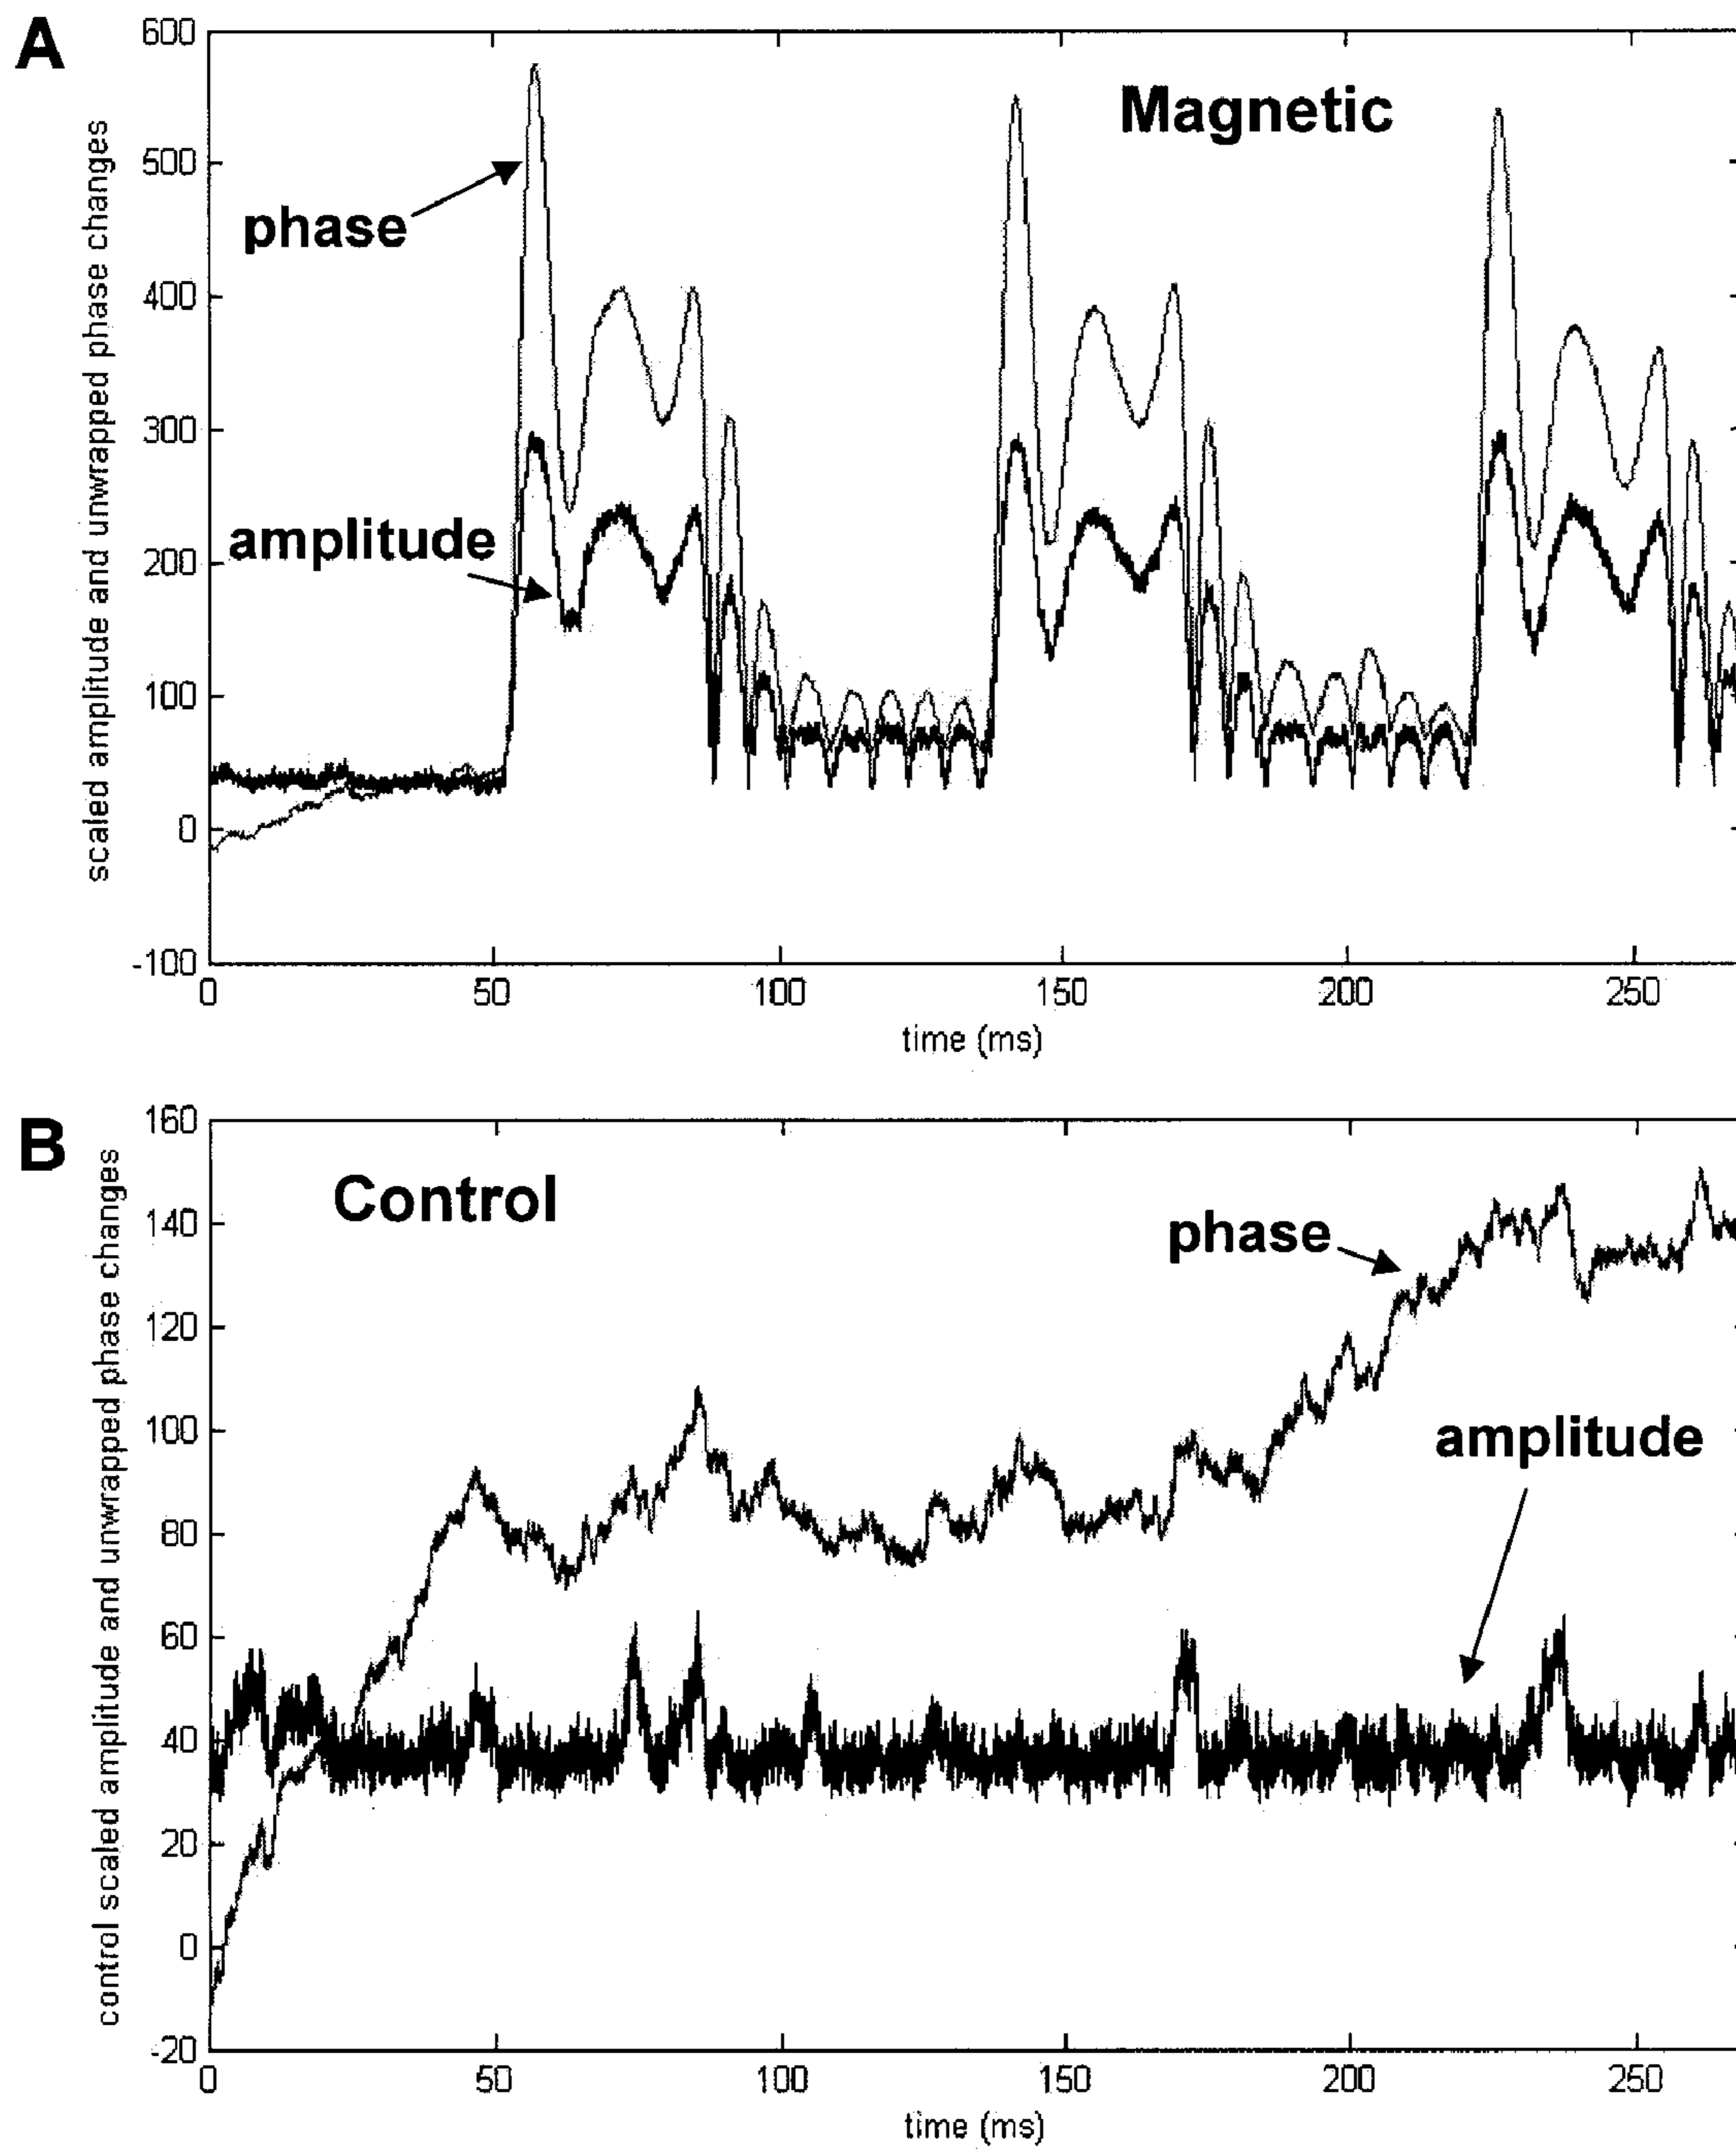 A
600
500
400
300
200
100
0
-100
scaled amplitude and unwrapped phase changes
Magnetic
phase
amplitude
0 50 100 150 200 250
time (ms)
B
160
140
120
100
80
60
40
20
0
-20
control scaled amplitude and unwrapped phase changes
Control
phase
amplitude
0 50 100 150 200 250
time (ms)